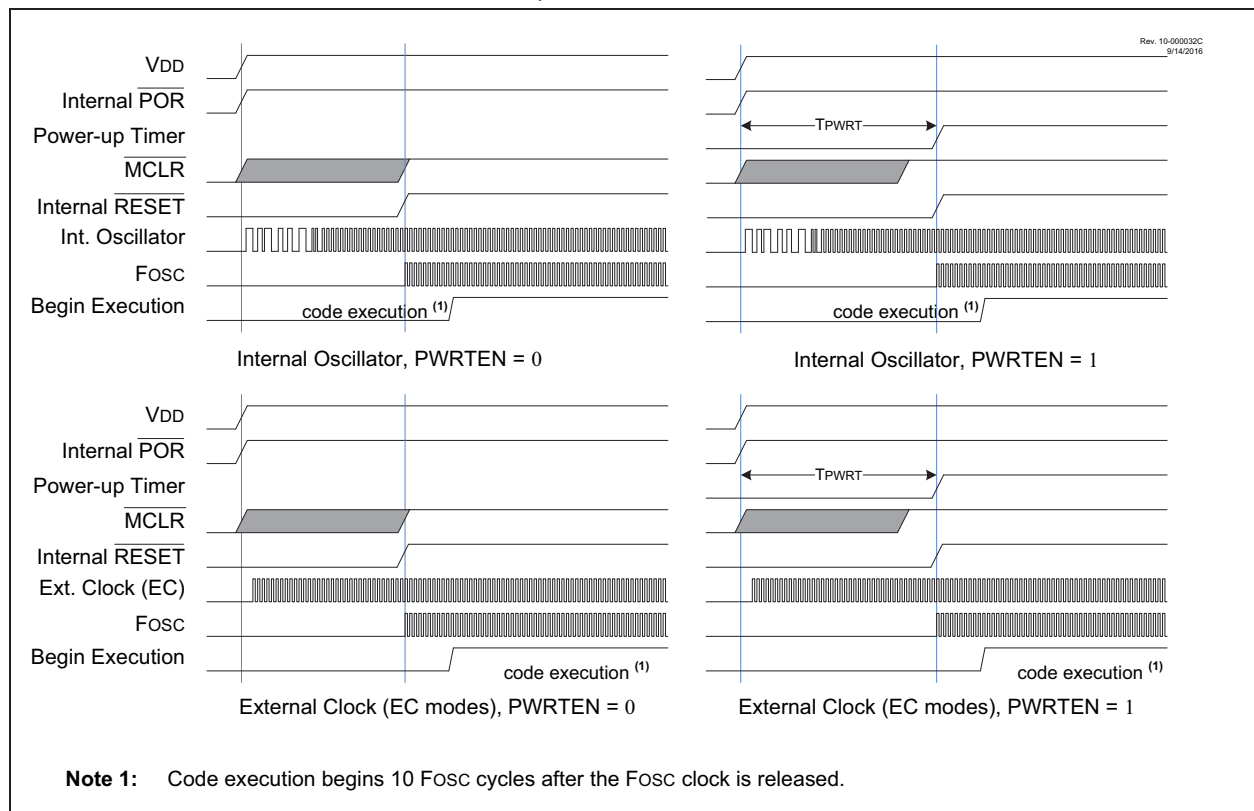 Rev. 10-000032C
9/14/2016
VDD
Internal POR
Power-up Timer
MCLR
Internal RESET
Int. Oscillator
FOSC
Begin Execution
code execution (1)
Internal Oscillator, PWRTEN = 0
TPWRT
code execution (1)
Internal Oscillator, PWRTEN = 1
VDD
Internal POR
Power-up Timer
MCLR
Internal RESET
Ext. Clock (EC)
FOSC
Begin Execution
code execution (1)
External Clock (EC modes), PWRTEN = 0
TPWRT
code execution (1)
External Clock (EC modes), PWRTEN = 1
Note 1: Code execution begins 10 FOSC cycles after the FOSC clock is released.